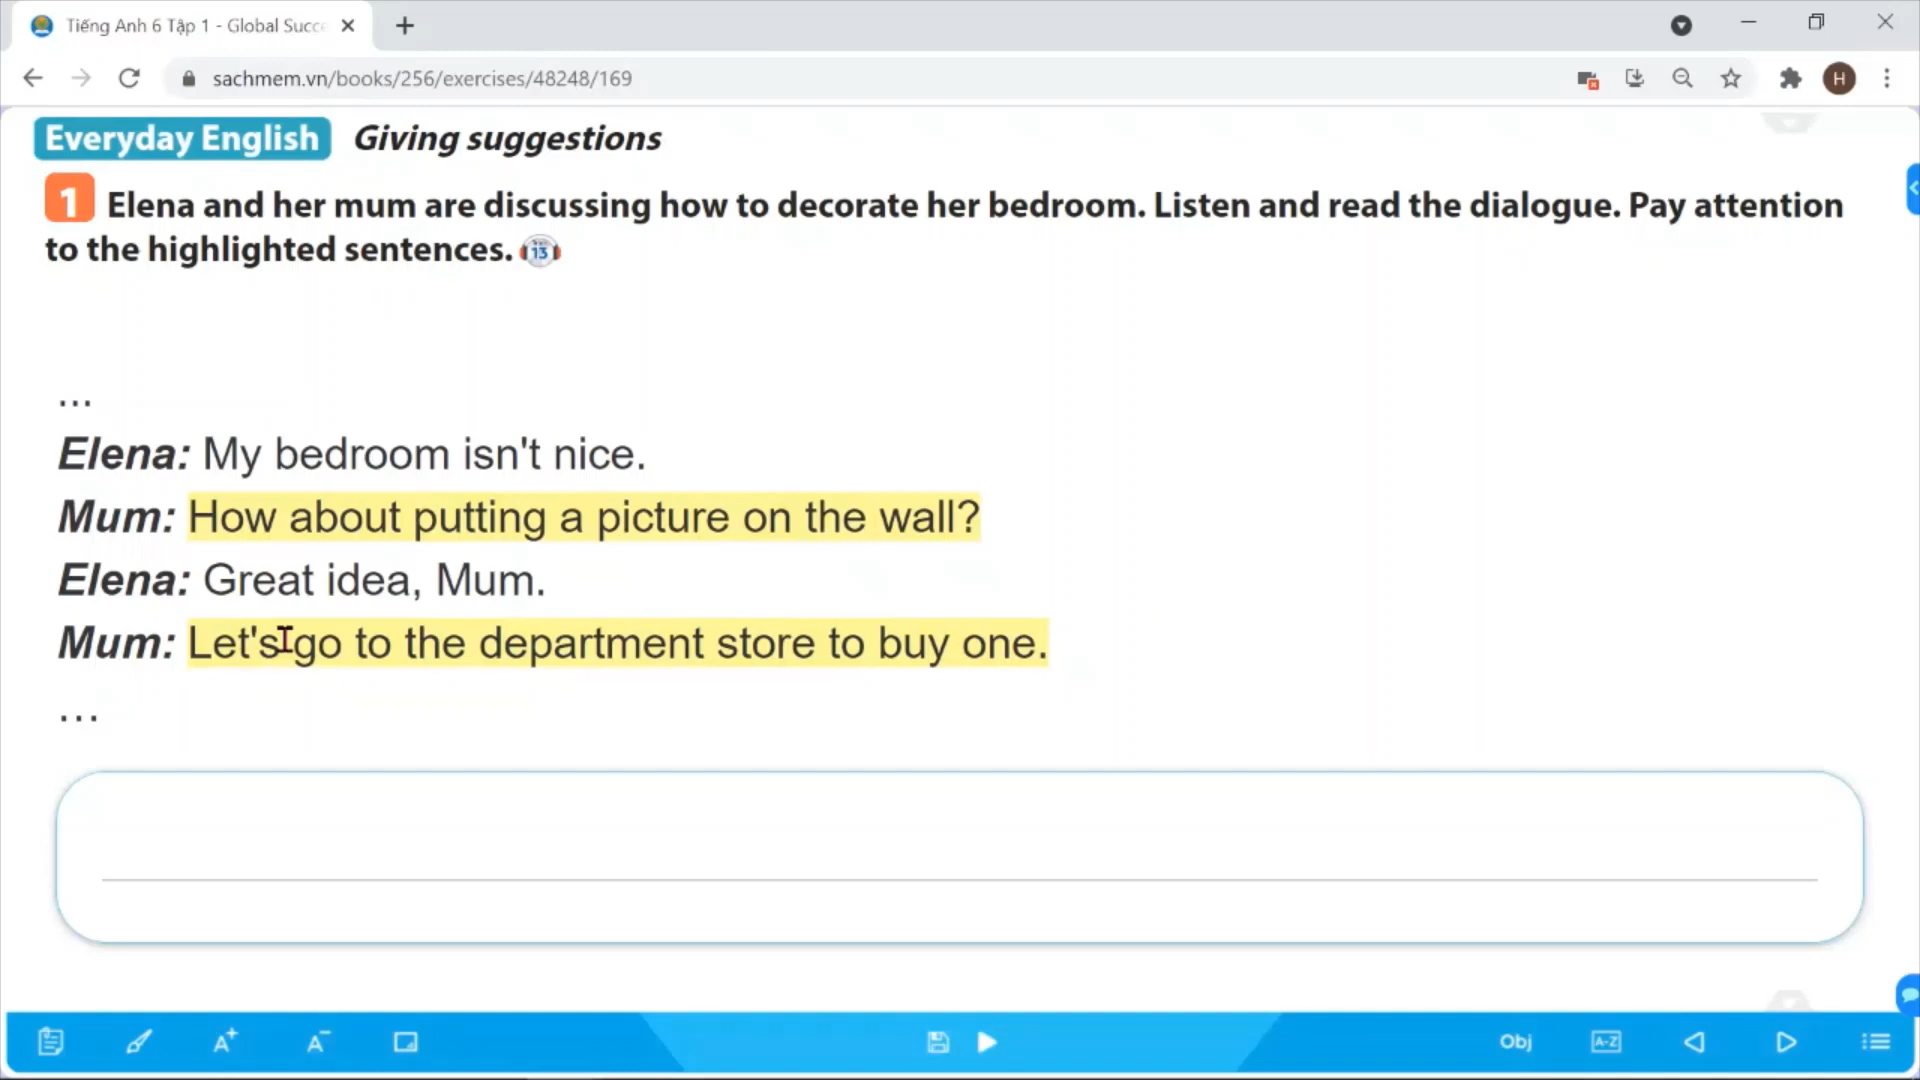 Tiếng Anh 6 Tập 1 - Global Succe
sachmem.vn/books/256/exercises/48248/169
H
Everyday English Giving suggestions
1 Elena and her mum are discussing how to decorate her bedroom. Listen and read the dialogue. Pay attention
to the highlighted sentences. 13
...
Elena: My bedroom isn't nice.
Mum: How about putting a picture on the wall?
Elena: Great idea, Mum.
Mum: Let's go to the department store to buy one.
...
A+ A- Obj A-Z